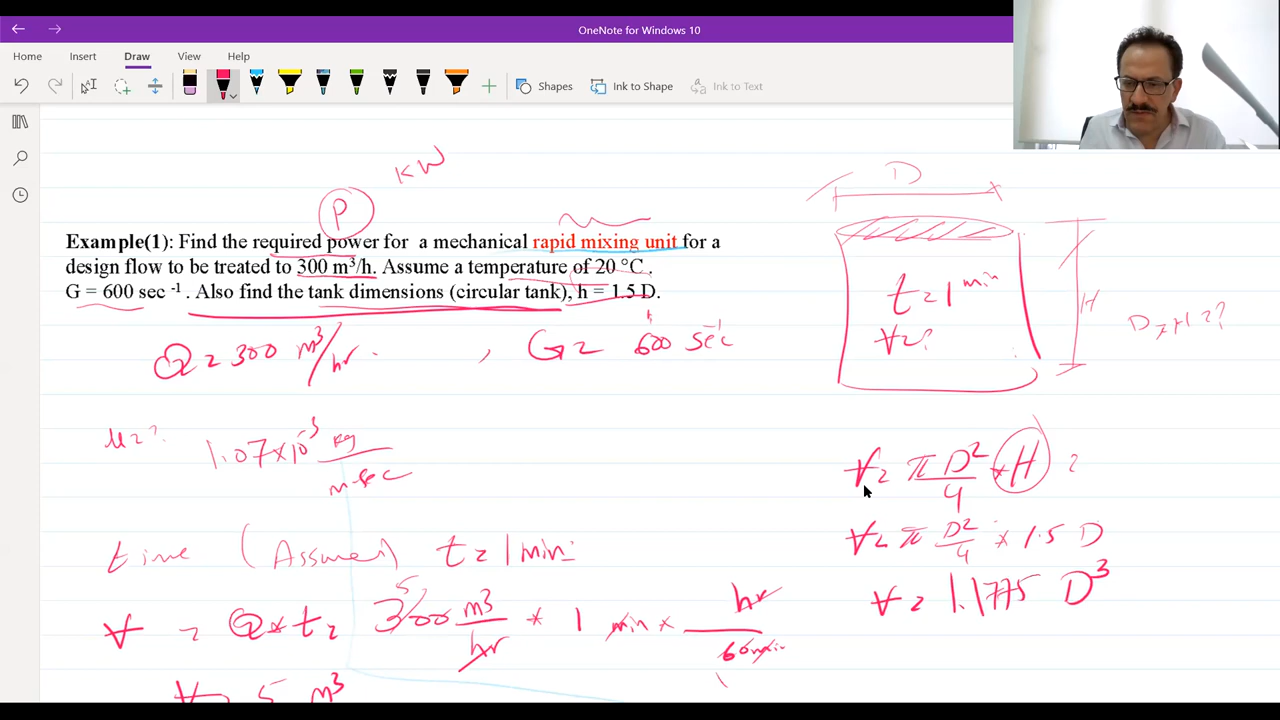 OneNote for Windows 10
Home Insert Draw View Help
Shapes Ink to Shape Ink to Text
KW
P
D
Example(1): Find the required power for a mechanical rapid mixing unit for a
design flow to be treated to 300 m³/h. Assume a temperature of 20 °C .
G = 600 sec -1 . Also find the tank dimensions (circular tank), h = 1.5 D.
t = 1 min
V = ?
H
D, H = ?
Q = 300 m³/hr . , G = 600 sec⁻¹
μ = ? 1.07 × 10⁻³ kg/m·sec
V = π D²/4 * H ?
V = π D²/4 * 1.5 D
V = 1.1775 D³
time (Assume) t = 1 min
V = Q * t = 300 m³/hr * 1 min × hr/60 min
5
1
V = 5 m³